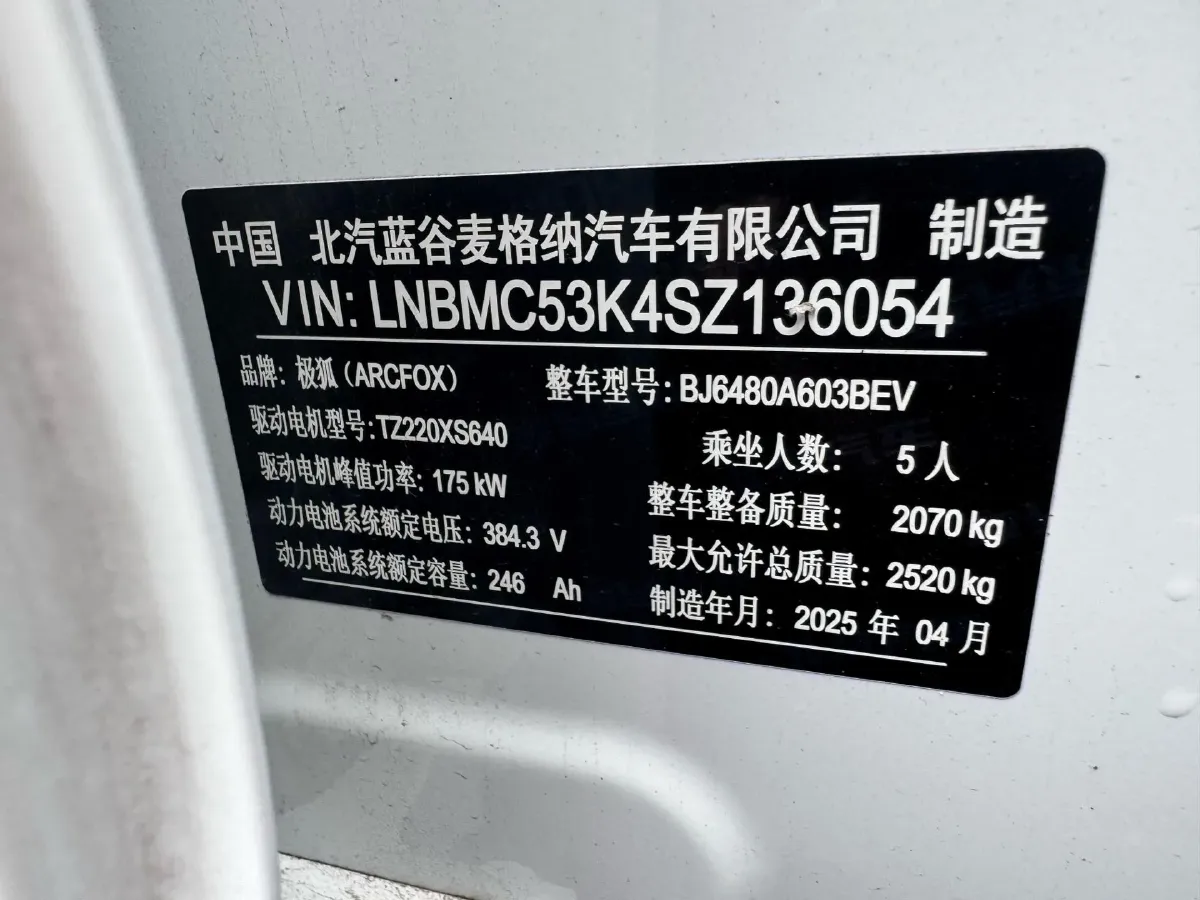 中国 北汽蓝谷麦格纳汽车有限公司 制造
VIN: LNBMC53K4SZ136054
品牌: 极狐 (ARCFOX) 整车型号: BJ6480A603BEV
驱动电机型号:TZ220XS640 乘坐人数: 5 人
驱动电机峰值功率: 175 kW 整车整备质量: 2070 kg
动力电池系统额定电压: 384.3 V 最大允许总质量: 2520 kg
动力电池系统额定容量: 246 Ah 制造年月: 2025 年 04 月